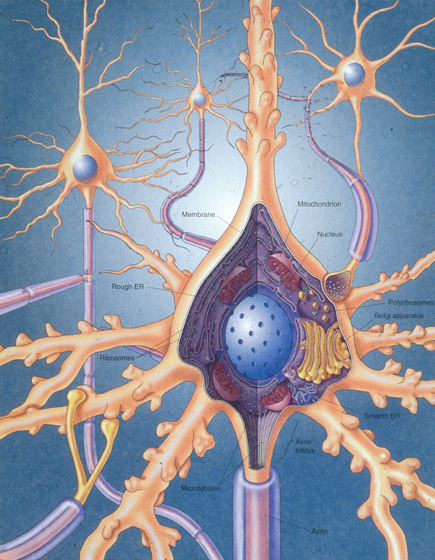 Membrane
Mitochondrion
Nucleus
Rough ER
Polyribosomes
Golgi apparatus
Ribosomes
Smooth ER
Axon
hillock
Microtubules
Axon